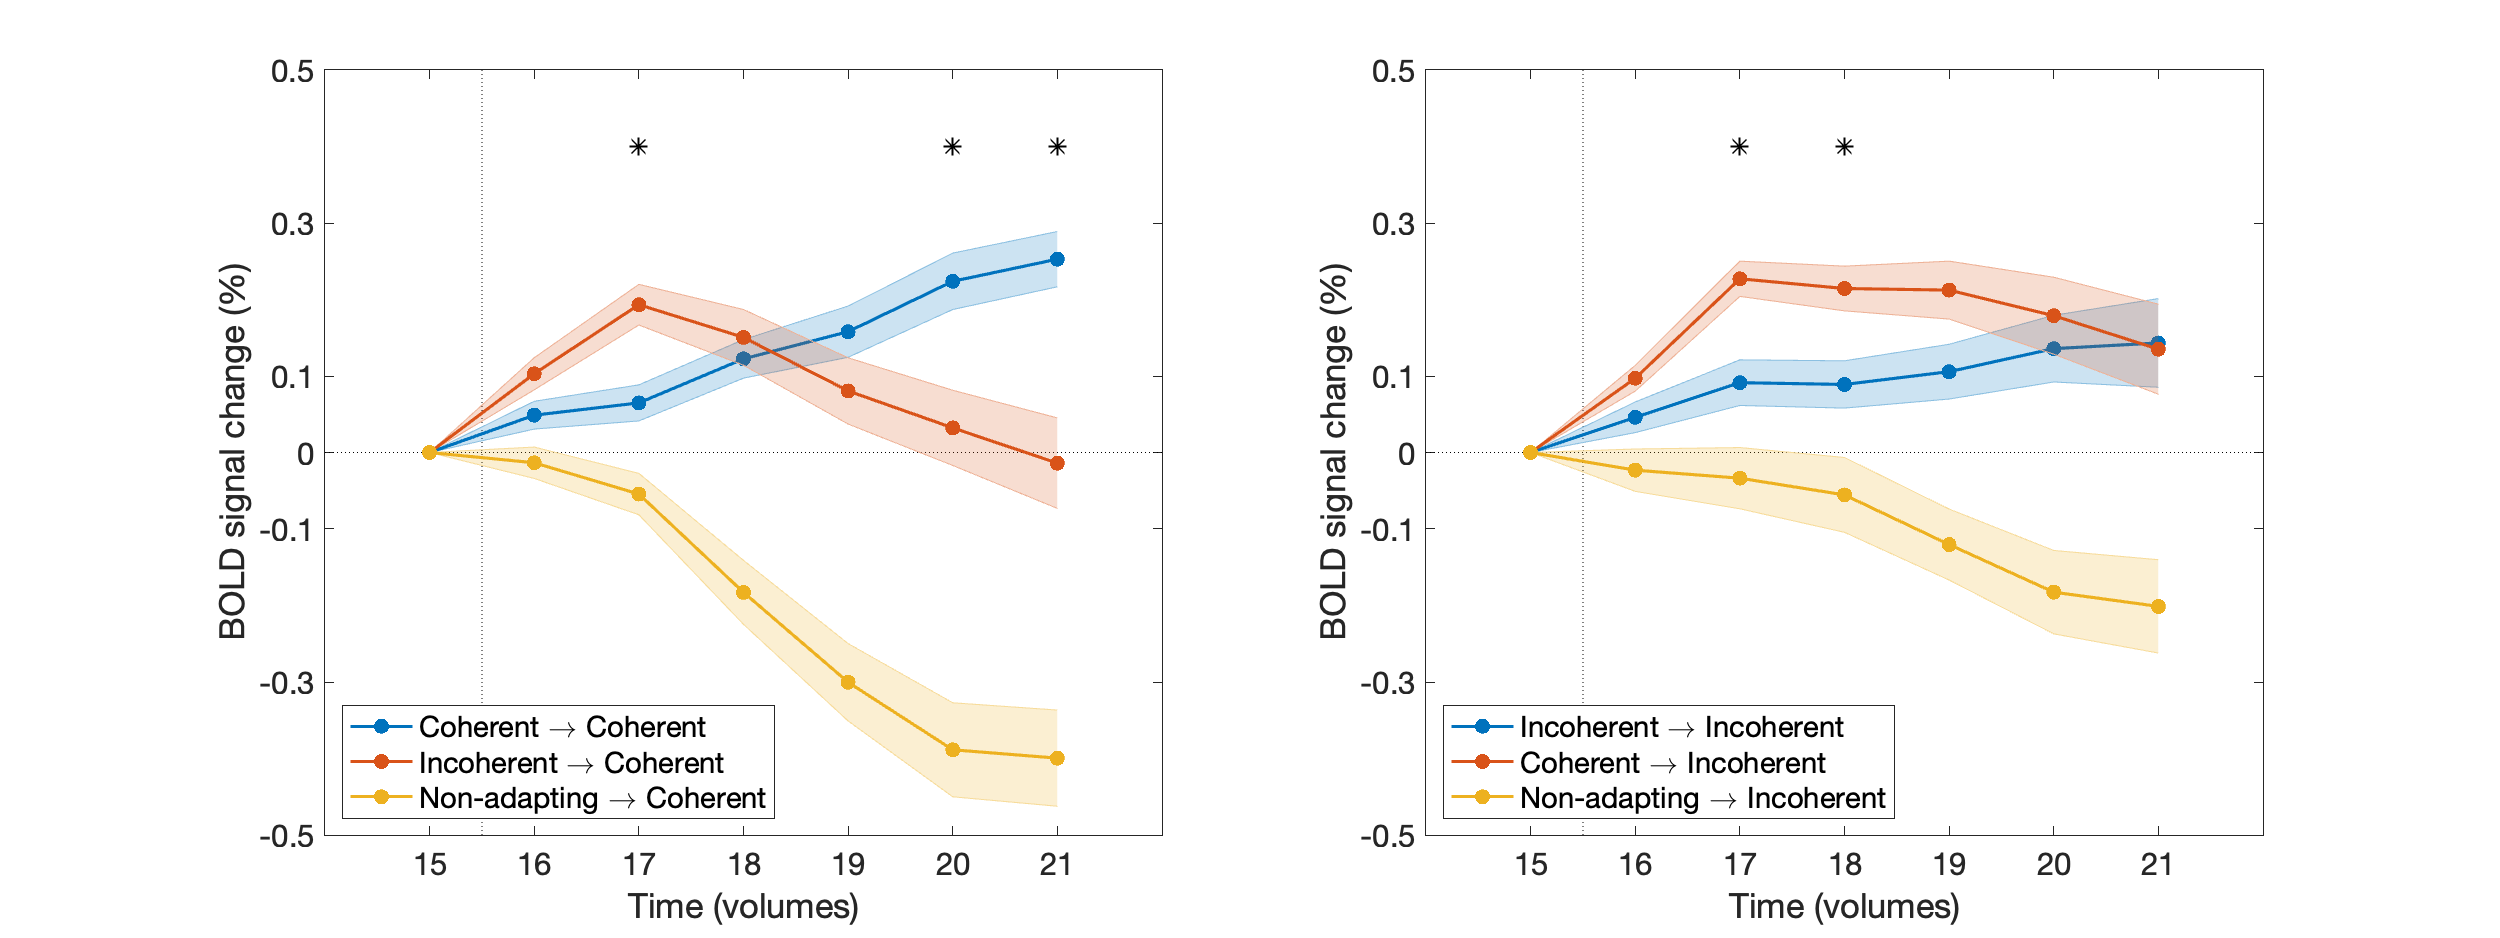 0.5
0.3
0.1
0
-0.1
-0.3
-0.5
BOLD signal change (%)
* * *
Coherent → Coherent
Incoherent → Coherent
Non-adapting → Coherent
15 16 17 18 19 20 21
Time (volumes)
0.5
0.3
0.1
0
-0.1
-0.3
-0.5
BOLD signal change (%)
* *
Incoherent → Incoherent
Coherent → Incoherent
Non-adapting → Incoherent
15 16 17 18 19 20 21
Time (volumes)